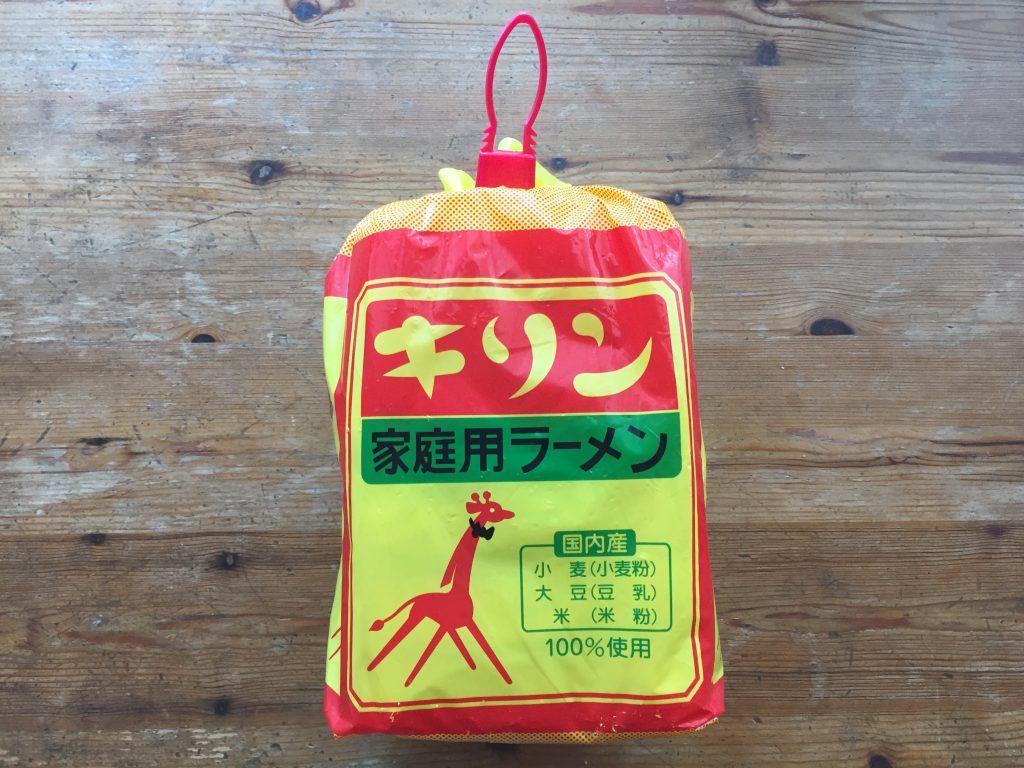 キリン
家庭用ラーメン
国内産
小　麦(小麦粉)
大　豆(豆　乳)
米　(米　粉)
100%使用